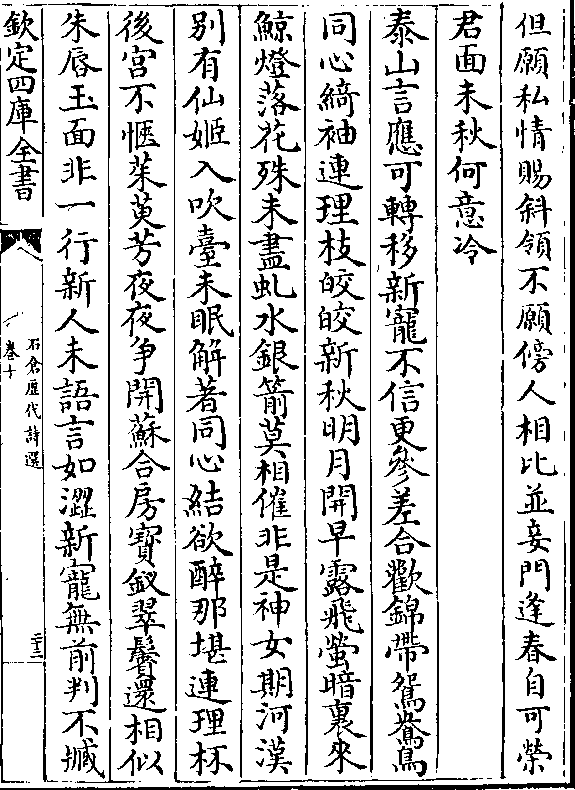 但願私情賜斜領不願傍人相比並妾門逢春自可榮
君面未秋何意冷
泰山言應可轉移新寵不信更參差合歡錦帶鴛鴦鳥
同心綺袖連理枝皎皎新秋明月開早露飛螢暗裏來
鯨燈落花殊未盡虬水銀箭莫相催非是神女期河漢
別有仙姬入吹臺未眠解著同心結欲醉那堪連理杯
後宮不愜茱萸芳夜夜争開蘇合房寳釵翠鬢還相似
朱唇玉面非一行新人未語言如澀新寵無前判不臧
欽定四庫全書
石倉歷代詩選
卷十
二十三